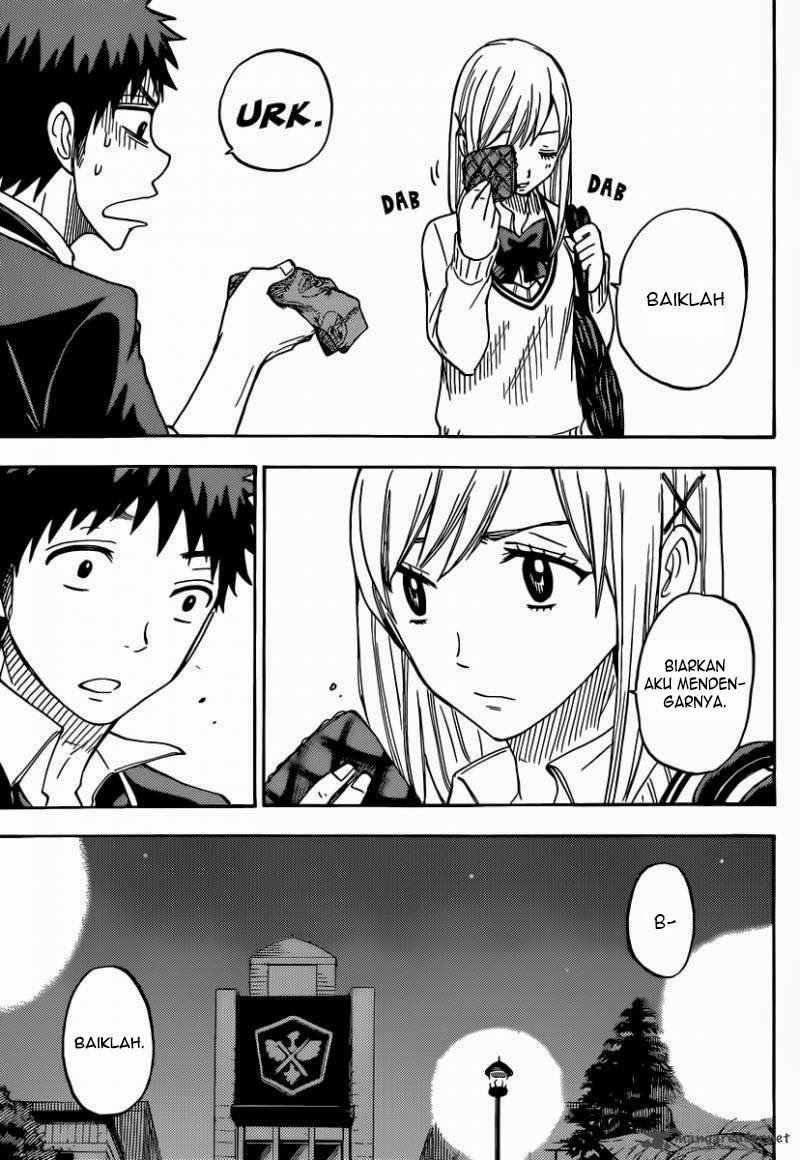 BAIKLAH
DAB
DAB
URK.
BIARKAN
AKU MENDEN-
GARNYA.
B-
BAIKLAH.
mangareader.net